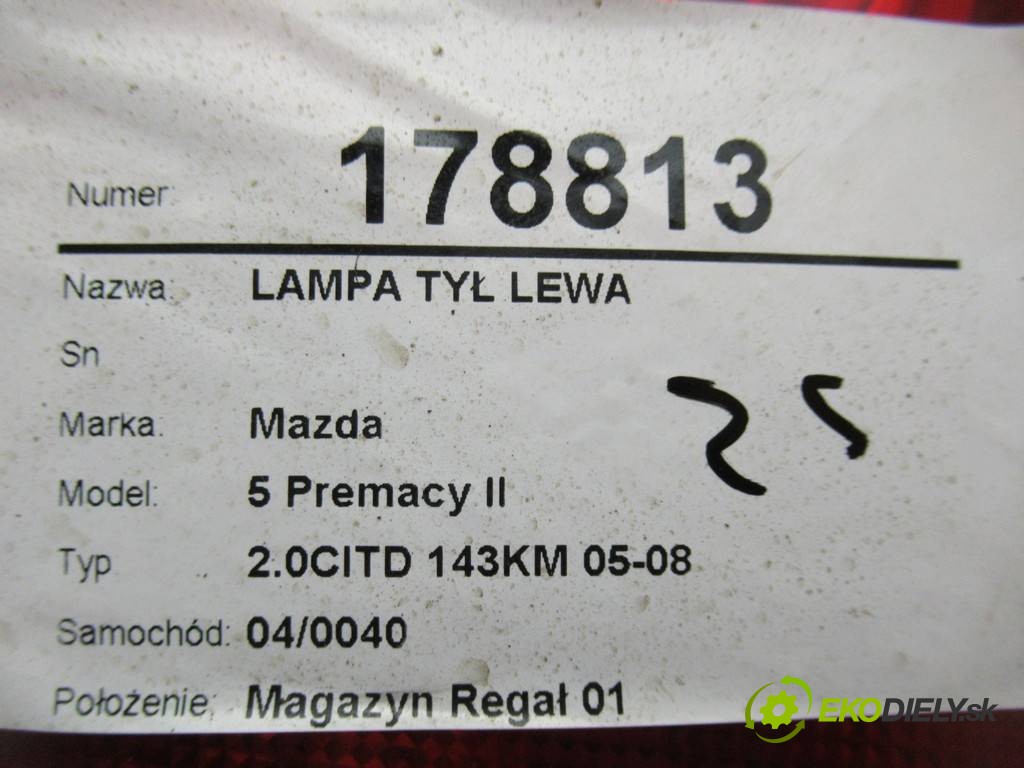 Numer: 178813
Nazwa: LAMPA TYŁ LEWA
Sn
Marka: Mazda
Model: 5 Premacy II
Typ 2.0CITD 143KM 05-08
Samochód: 04/0040
Położenie: Magazyn Regał 01
EKODIELY.sk